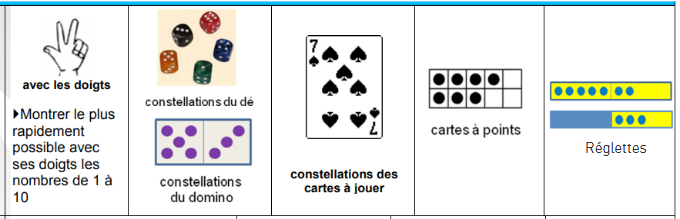 avec les doigts
▶Montrer le plus
rapidement
possible avec
ses doigts les
nombres de 1 à
10
constellations du dé
constellations
du domino
7
7
constellations des
cartes à jouer
cartes à points
Réglettes